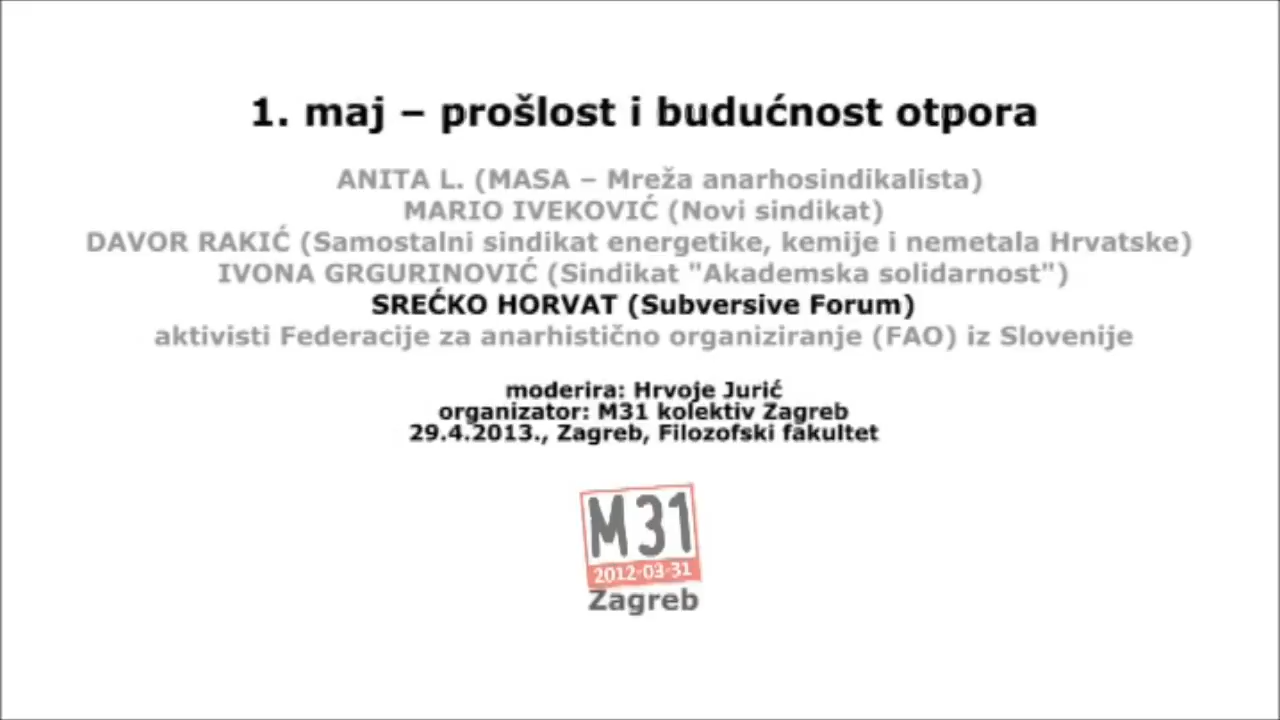 1. maj – prošlost i budućnost otpora
ANITA L. (MASA – Mreža anarhosindikalista)
MARIO IVEKOVIĆ (Novi sindikat)
DAVOR RAKIĆ (Samostalni sindikat energetike, kemije i nemetala Hrvatske)
IVONA GRGURINOVIĆ (Sindikat "Akademska solidarnost")
SREĆKO HORVAT (Subversive Forum)
aktivisti Federacije za anarhistično organiziranje (FAO) iz Slovenije
moderira: Hrvoje Jurić
organizator: M31 kolektiv Zagreb
29.4.2013., Zagreb, Filozofski fakultet
M31
2012-03-31
Zagreb